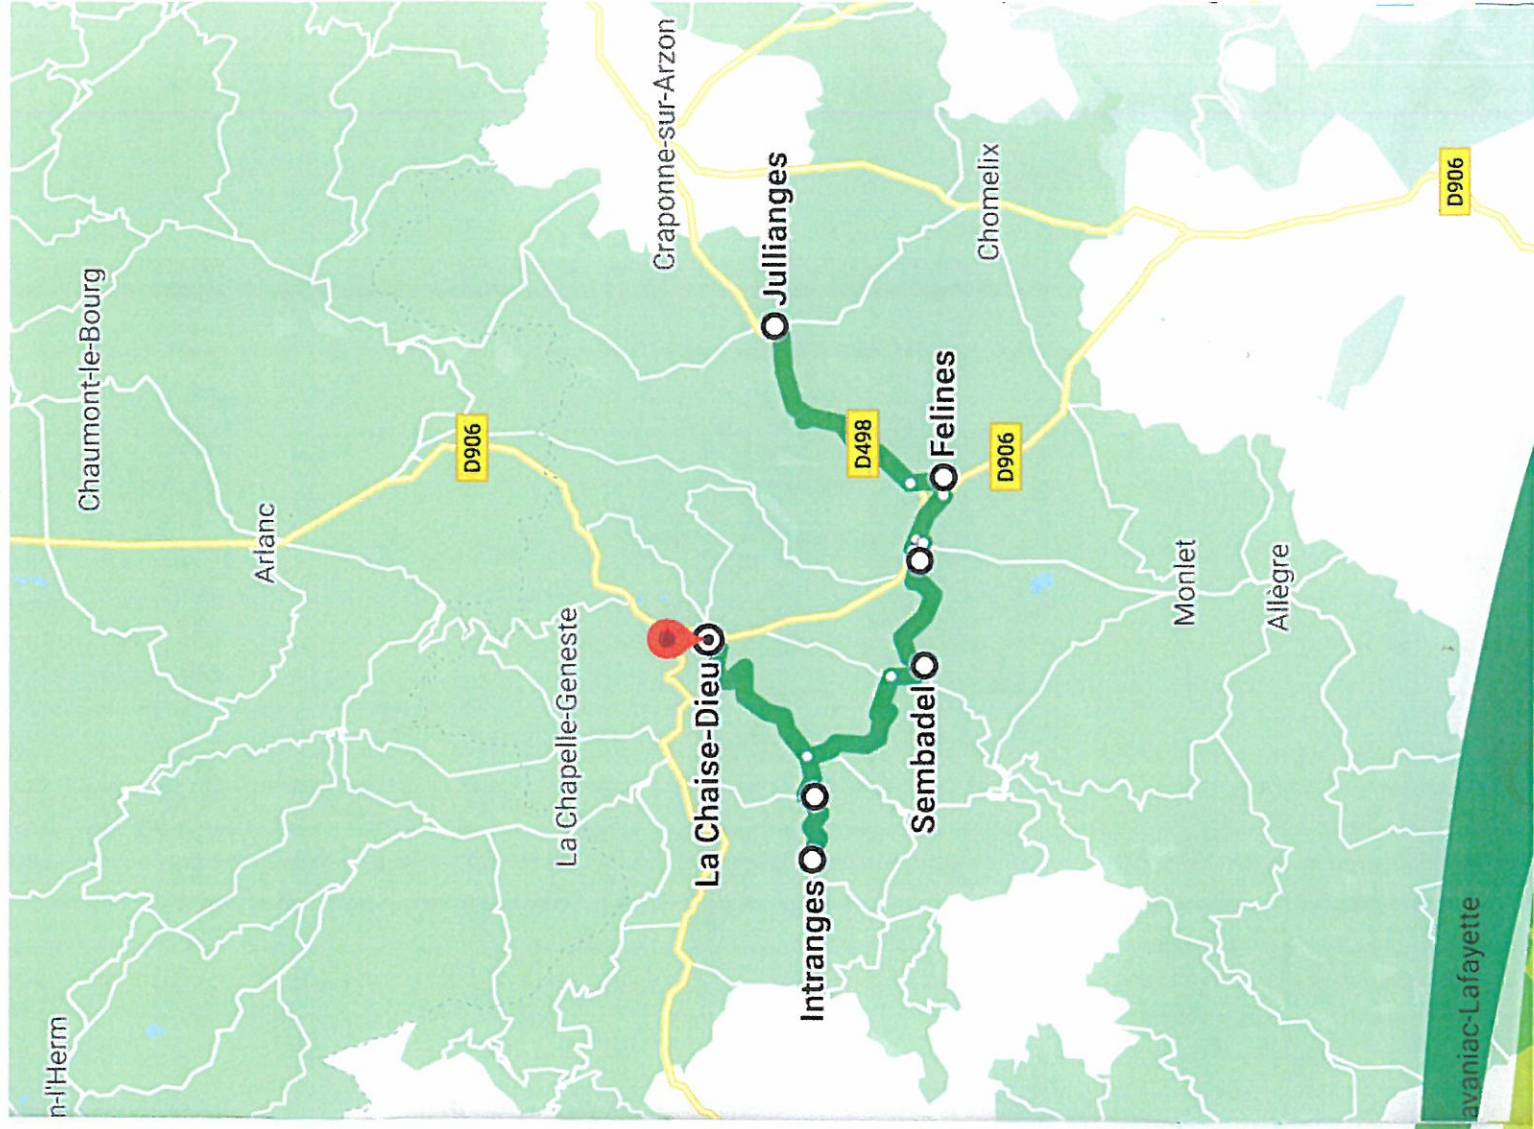 n-l'Herm
Chaumont-le-Bourg
Arlanc
D906
La Chapelle-Geneste
Craponne-sur-Arzon
La Chaise-Dieu
Jullianges
Intranges
D498
Sembadel
Felines
Chomelix
D906
Monlet
Allègre
D906
avaniac-Lafayette